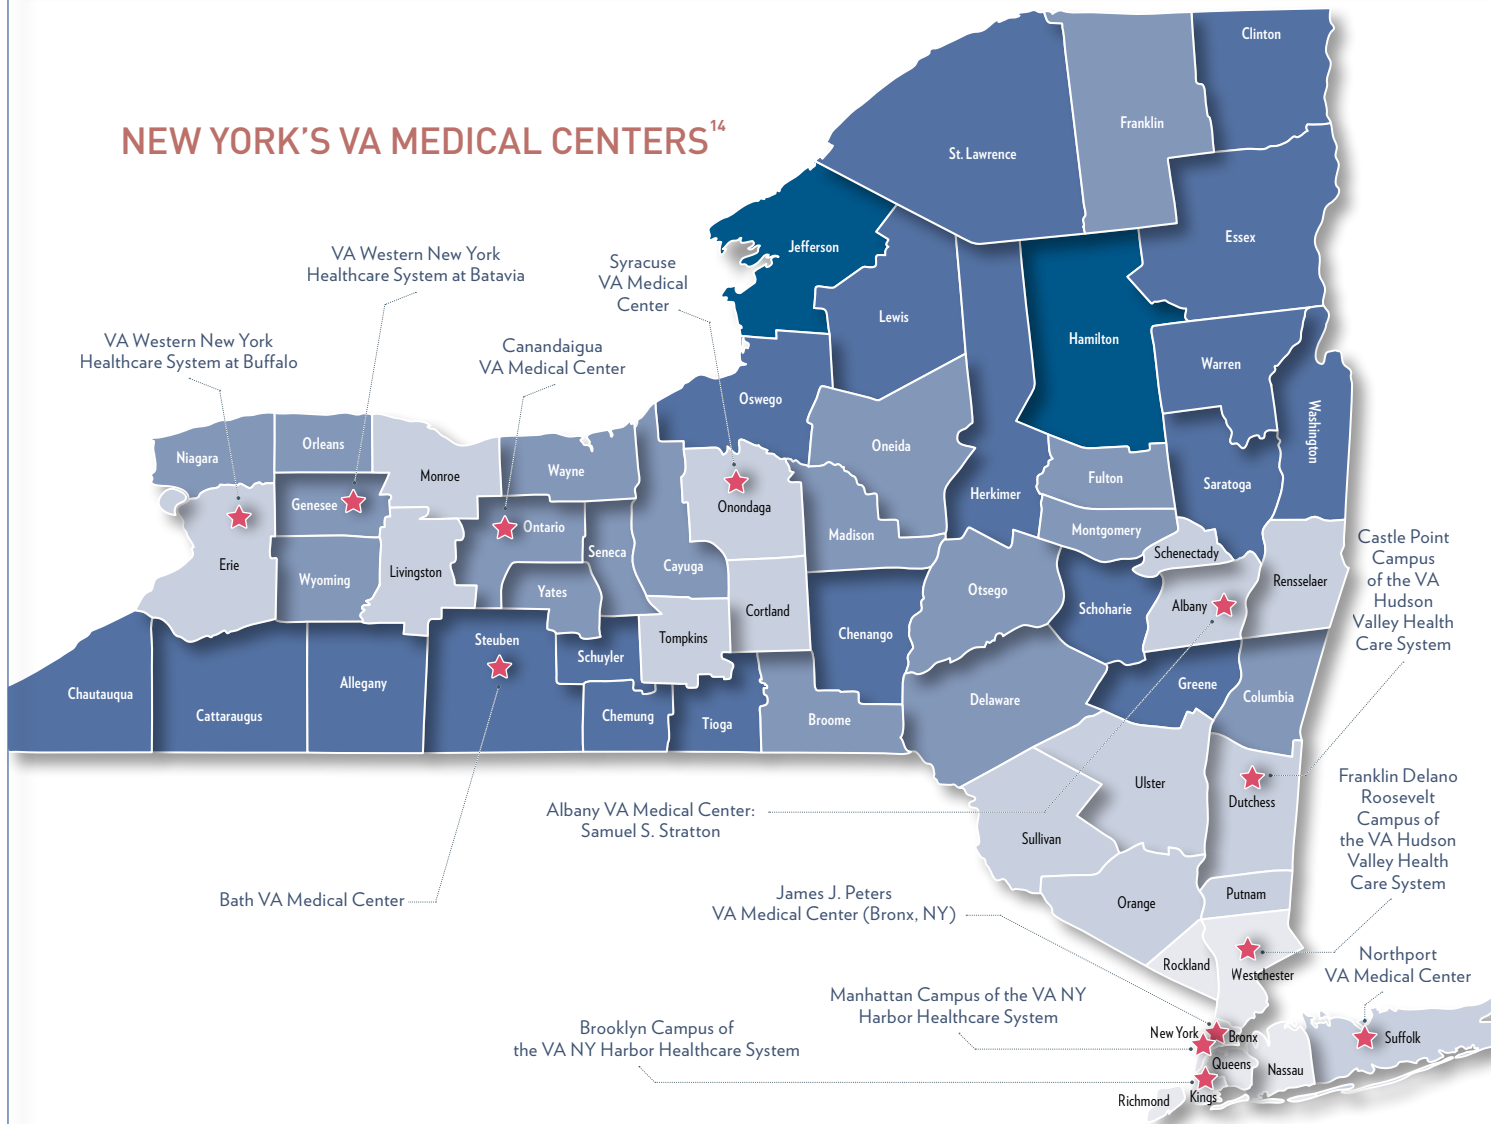 NEW YORK'S VA MEDICAL CENTERS14
Clinton
Franklin
St. Lawrence
Essex
Jefferson
Lewis
Hamilton
Warren
Washington
VA Western New York
Healthcare System at Batavia
Syracuse
VA Medical
Center
VA Western New York
Healthcare System at Buffalo
Canandaigua
VA Medical Center
Oswego
Oneida
Herkimer
Fulton
Saratoga
Montgomery
Niagara
Orleans
Monroe
Wayne
Genesee
Onondaga
Ontario
Madison
Seneca
Schenectady
Erie
Wyoming
Livingston
Yates
Cayuga
Otsego
Rensselaer
Castle Point
Campus
of the VA
Hudson
Valley Health
Care System
Cortland
Schoharie
Albany
Steuben
Schuyler
Tompkins
Chenango
Chautauqua
Cattaraugus
Allegany
Chemung
Tioga
Broome
Delaware
Greene
Columbia
Ulster
Dutchess
Franklin Delano
Roosevelt
Campus of
the VA Hudson
Valley Health
Care System
Albany VA Medical Center:
Samuel S. Stratton
Sullivan
Bath VA Medical Center
James J. Peters
VA Medical Center (Bronx, NY)
Orange
Putnam
Rockland
Westchester
Northport
VA Medical Center
Manhattan Campus of the VA NY
Harbor Healthcare System
Brooklyn Campus of
the VA NY Harbor Healthcare System
New York
Bronx
Suffolk
Queens
Nassau
Kings
Richmond